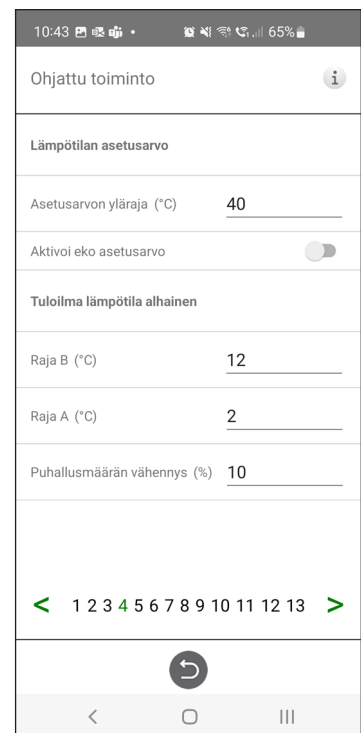 10:43 65%
Ohjattu toiminto i
Lämpötilan asetusarvo
Asetusarvon yläraja (°C) 40
Aktivoi eko asetusarvo
Tuloilma lämpötila alhainen
Raja B (°C) 12
Raja A (°C) 2
Puhallusmäärän vähennys (%) 10
< 1 2 3 4 5 6 7 8 9 10 11 12 13 >